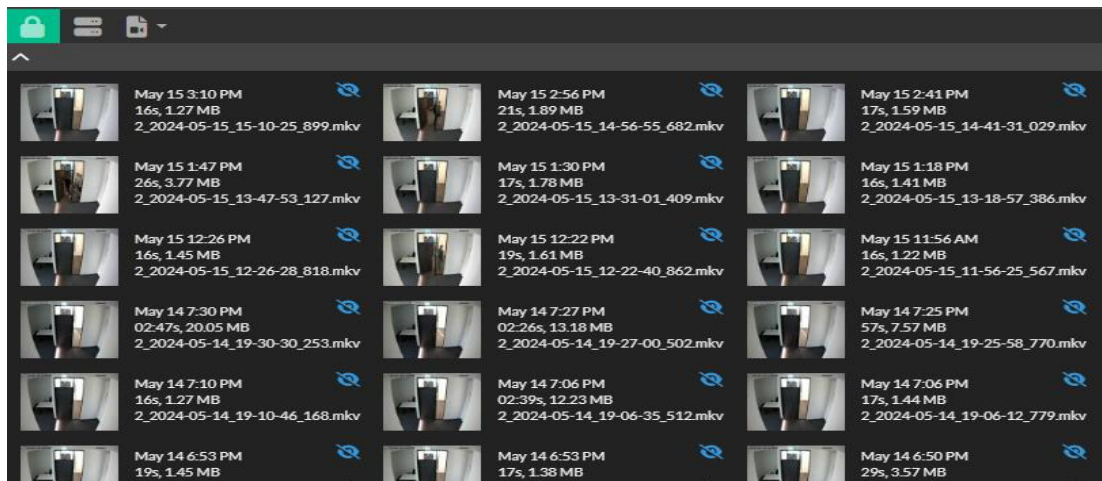 May 15 3:10 PM
16s, 1.27 MB
2_2024-05-15_15-10-25_899.mkv
May 15 2:56 PM
21s, 1.89 MB
2_2024-05-15_14-56-55_682.mkv
May 15 2:41 PM
17s, 1.59 MB
2_2024-05-15_14-41-31_029.mkv
May 15 1:47 PM
26s, 3.77 MB
2_2024-05-15_13-47-53_127.mkv
May 15 1:30 PM
17s, 1.78 MB
2_2024-05-15_13-31-01_409.mkv
May 15 1:18 PM
16s, 1.41 MB
2_2024-05-15_13-18-57_386.mkv
May 15 12:26 PM
16s, 1.45 MB
2_2024-05-15_12-26-28_818.mkv
May 15 12:22 PM
19s, 1.61 MB
2_2024-05-15_12-22-40_862.mkv
May 15 11:56 AM
16s, 1.22 MB
2_2024-05-15_11-56-25_567.mkv
May 14 7:30 PM
02:47s, 20.05 MB
2_2024-05-14_19-30-30_253.mkv
May 14 7:27 PM
02:26s, 13.18 MB
2_2024-05-14_19-27-00_502.mkv
May 14 7:25 PM
57s, 7.57 MB
2_2024-05-14_19-25-58_770.mkv
May 14 7:10 PM
16s, 1.27 MB
2_2024-05-14_19-10-46_168.mkv
May 14 7:06 PM
02:39s, 12.23 MB
2_2024-05-14_19-06-35_512.mkv
May 14 7:06 PM
17s, 1.44 MB
2_2024-05-14_19-06-12_779.mkv
May 14 6:53 PM
19s, 1.45 MB
May 14 6:53 PM
17s, 1.38 MB
May 14 6:50 PM
29s, 3.57 MB